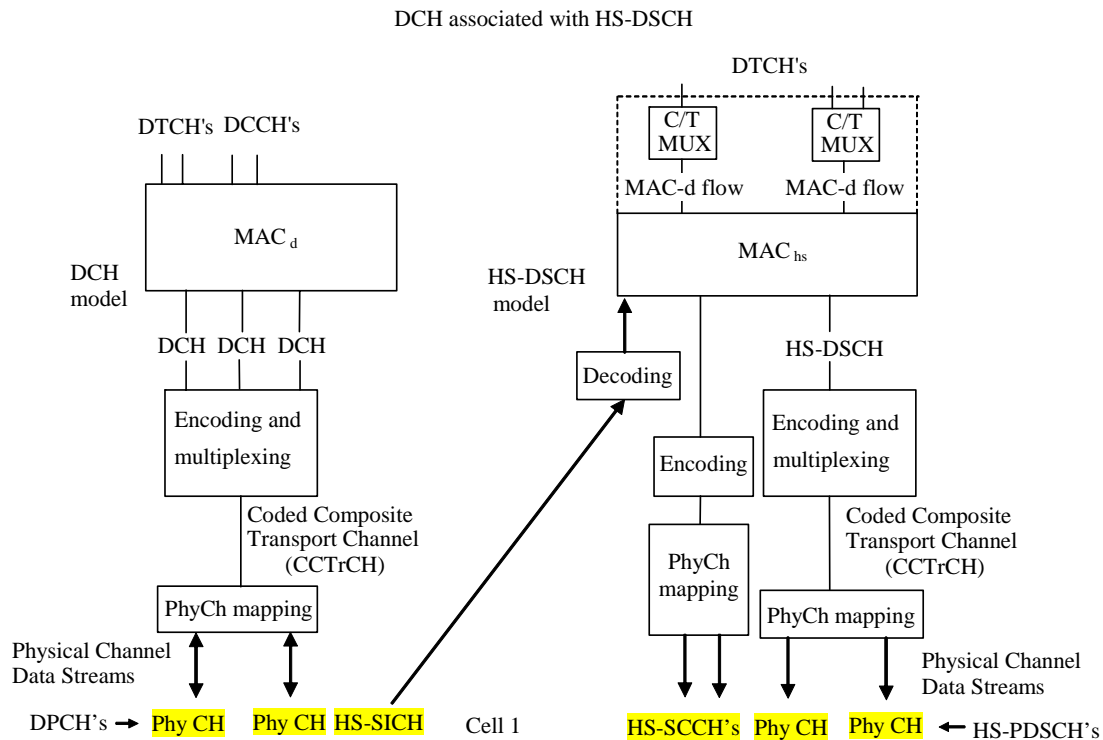 DCH associated with HS-DSCH
DTCH's
C/T
MUX
C/T
MUX
DTCH's
DCCH's
MAC-d flow
MAC-d flow
MAC d
MAC hs
DCH
model
HS-DSCH
model
DCH
DCH
DCH
HS-DSCH
Decoding
Encoding and
multiplexing
Encoding
Encoding and
multiplexing
Coded Composite
Transport Channel
(CCTrCH)
Coded Composite
Transport Channel
(CCTrCH)
PhyCh
mapping
PhyCh mapping
PhyCh mapping
Physical Channel
Data Streams
Physical Channel
Data Streams
DPCH's
Phy CH
Phy CH
HS-SICH
Cell 1
HS-SCCH's
Phy CH
Phy CH
HS-PDSCH's